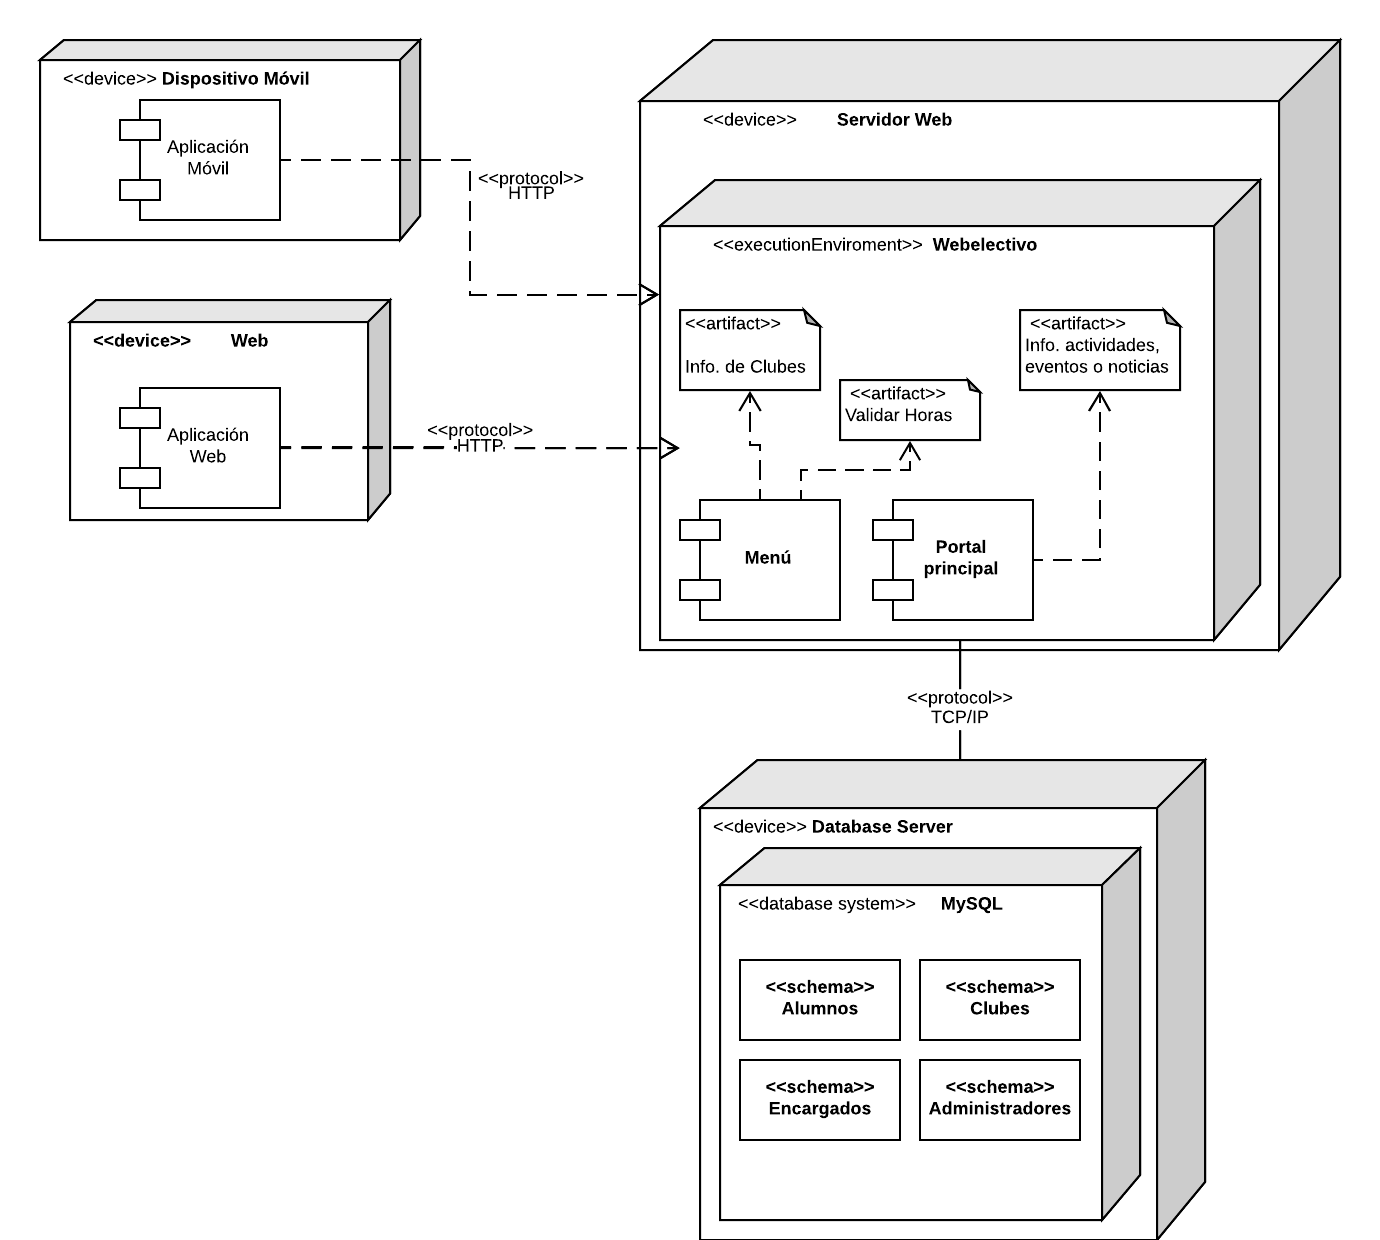 <<device>> Dispositivo Móvil
Aplicación
Móvil
<<protocol>>
HTTP
<<device>> Web
Aplicación
Web
<<protocol>>
HTTP
<<device>> Servidor Web
<<executionEnviroment>> Webelectivo
<<artifact>>
Info. de Clubes
<<artifact>>
Validar Horas
<<artifact>>
Info. actividades,
eventos o noticias
Menú
Portal
principal
<<protocol>>
TCP/IP
<<device>> Database Server
<<database system>> MySQL
<<schema>>
Alumnos
<<schema>>
Clubes
<<schema>>
Encargados
<<schema>>
Administradores